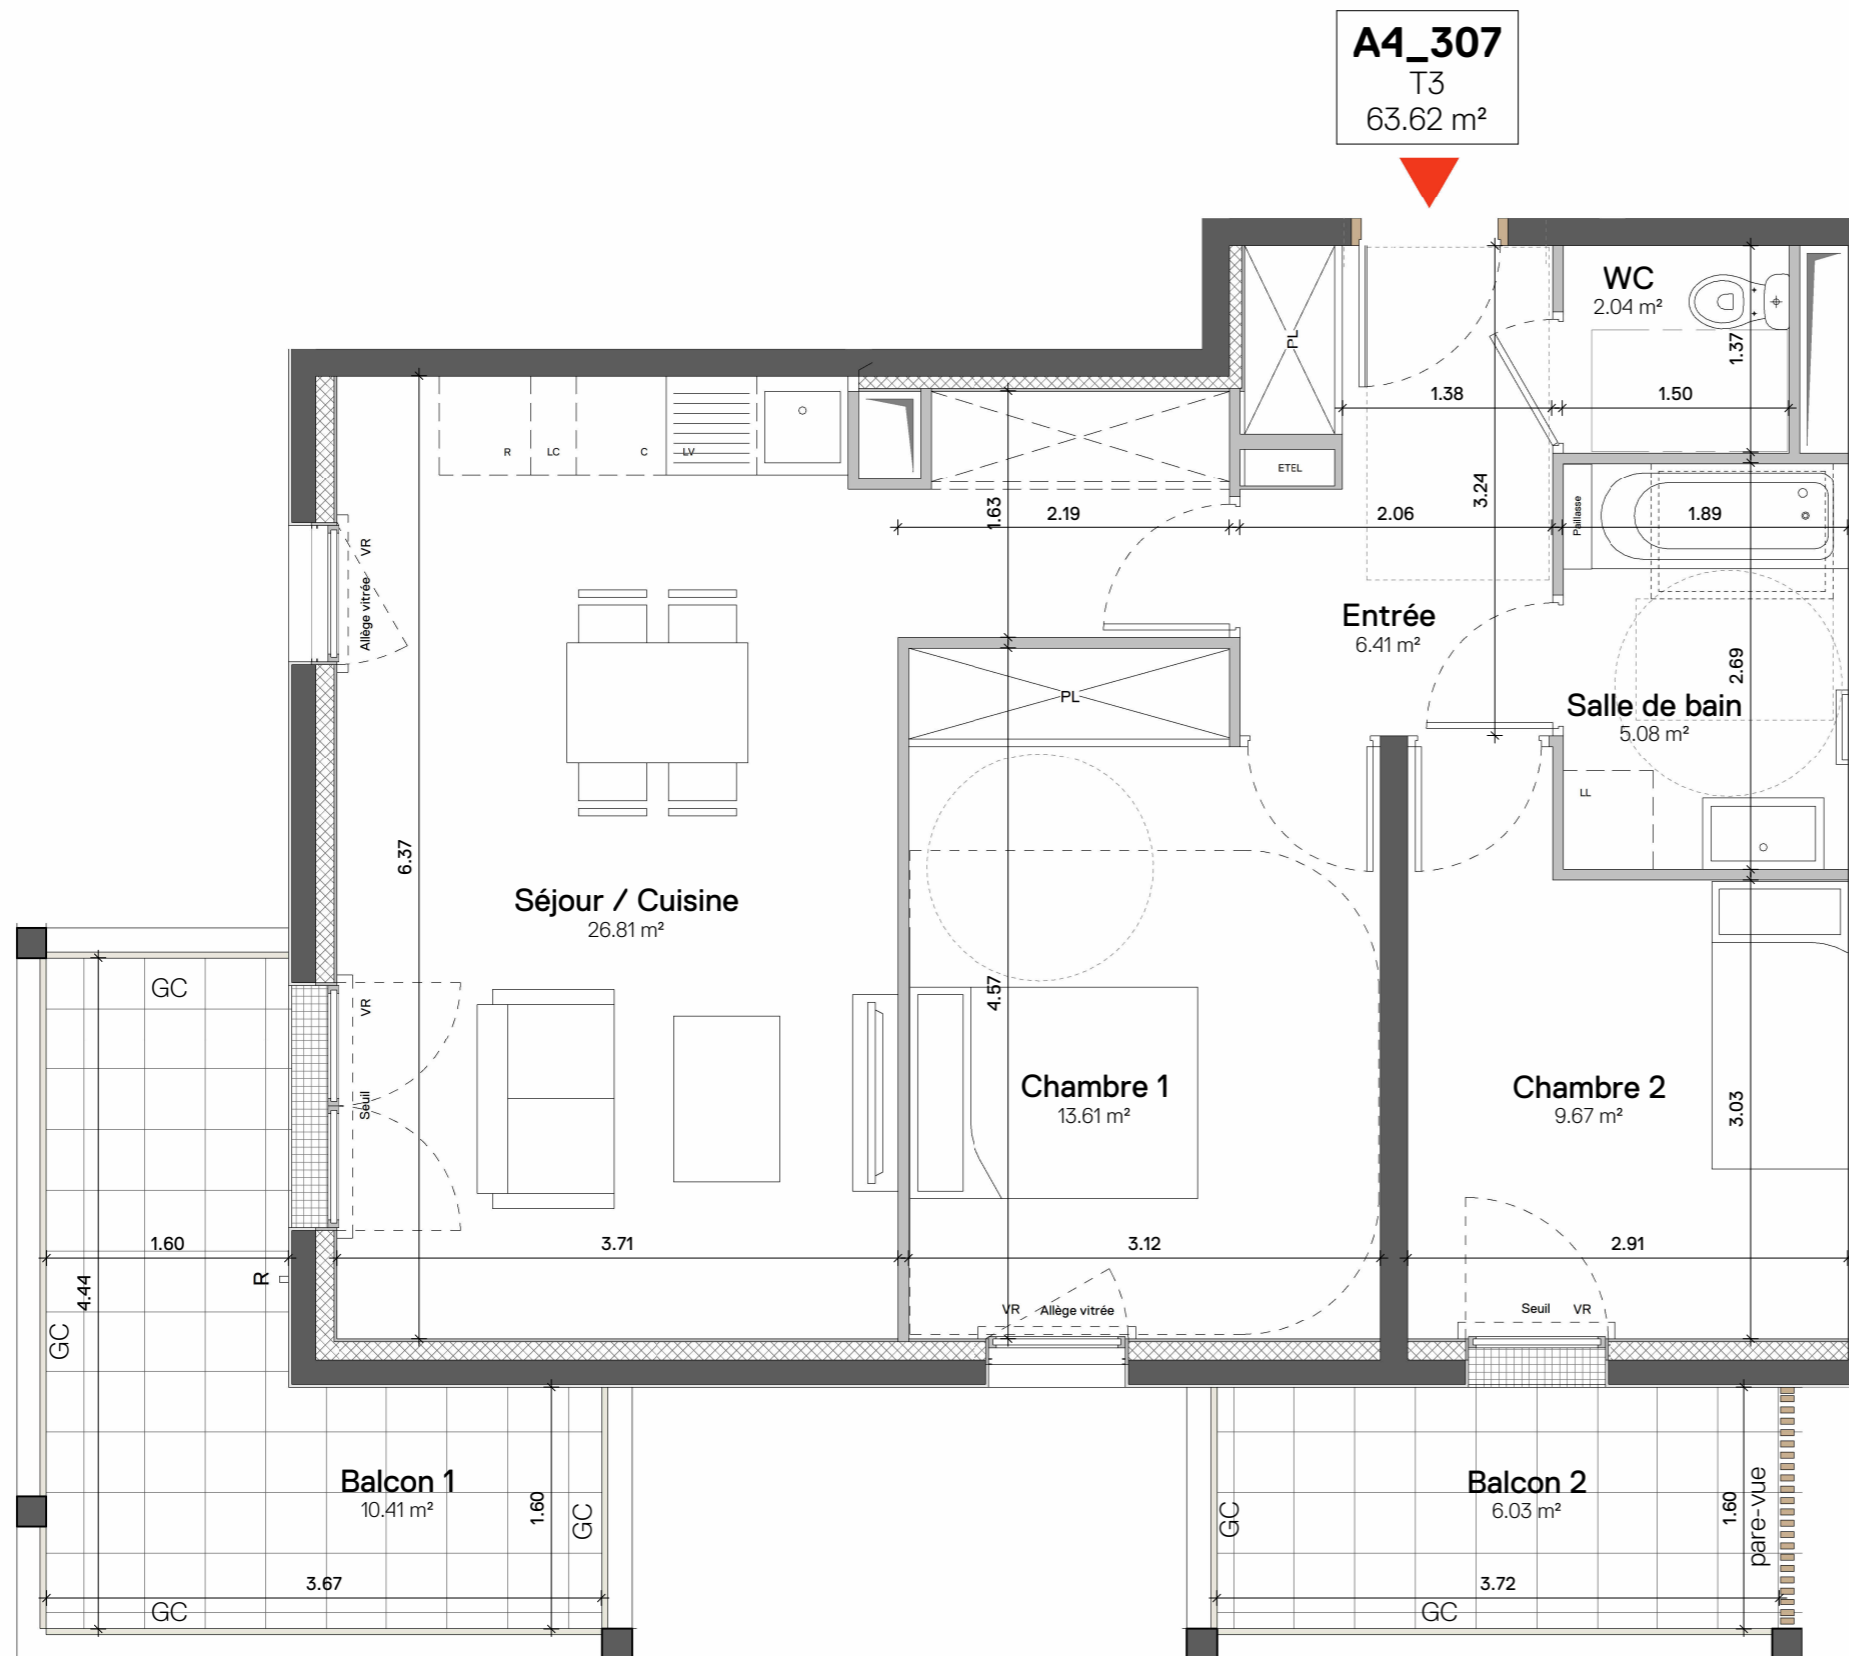 A4_307
T3
63.62 m²
WC
2.04 m²
PL
1.37
1.38
1.50
R
LC
C
LV
ETEL
1.63
2.19
2.06
3.24
Paillasse
1.89
VR
Allège vitrée
Entrée
6.41 m²
2.69
PL
Salle de bain
5.08 m²
LL
6.37
Séjour / Cuisine
26.81 m²
GC
VR
4.57
Seuil
Chambre 1
13.61 m²
Chambre 2
9.67 m²
3.03
1.60
3.71
3.12
2.91
R
4.44
GC
VR
Allège vitrée
Seuil
VR
Balcon 1
10.41 m²
1.60
GC
GC
Balcon 2
6.03 m²
1.60
pare-vue
3.67
3.72
GC
GC